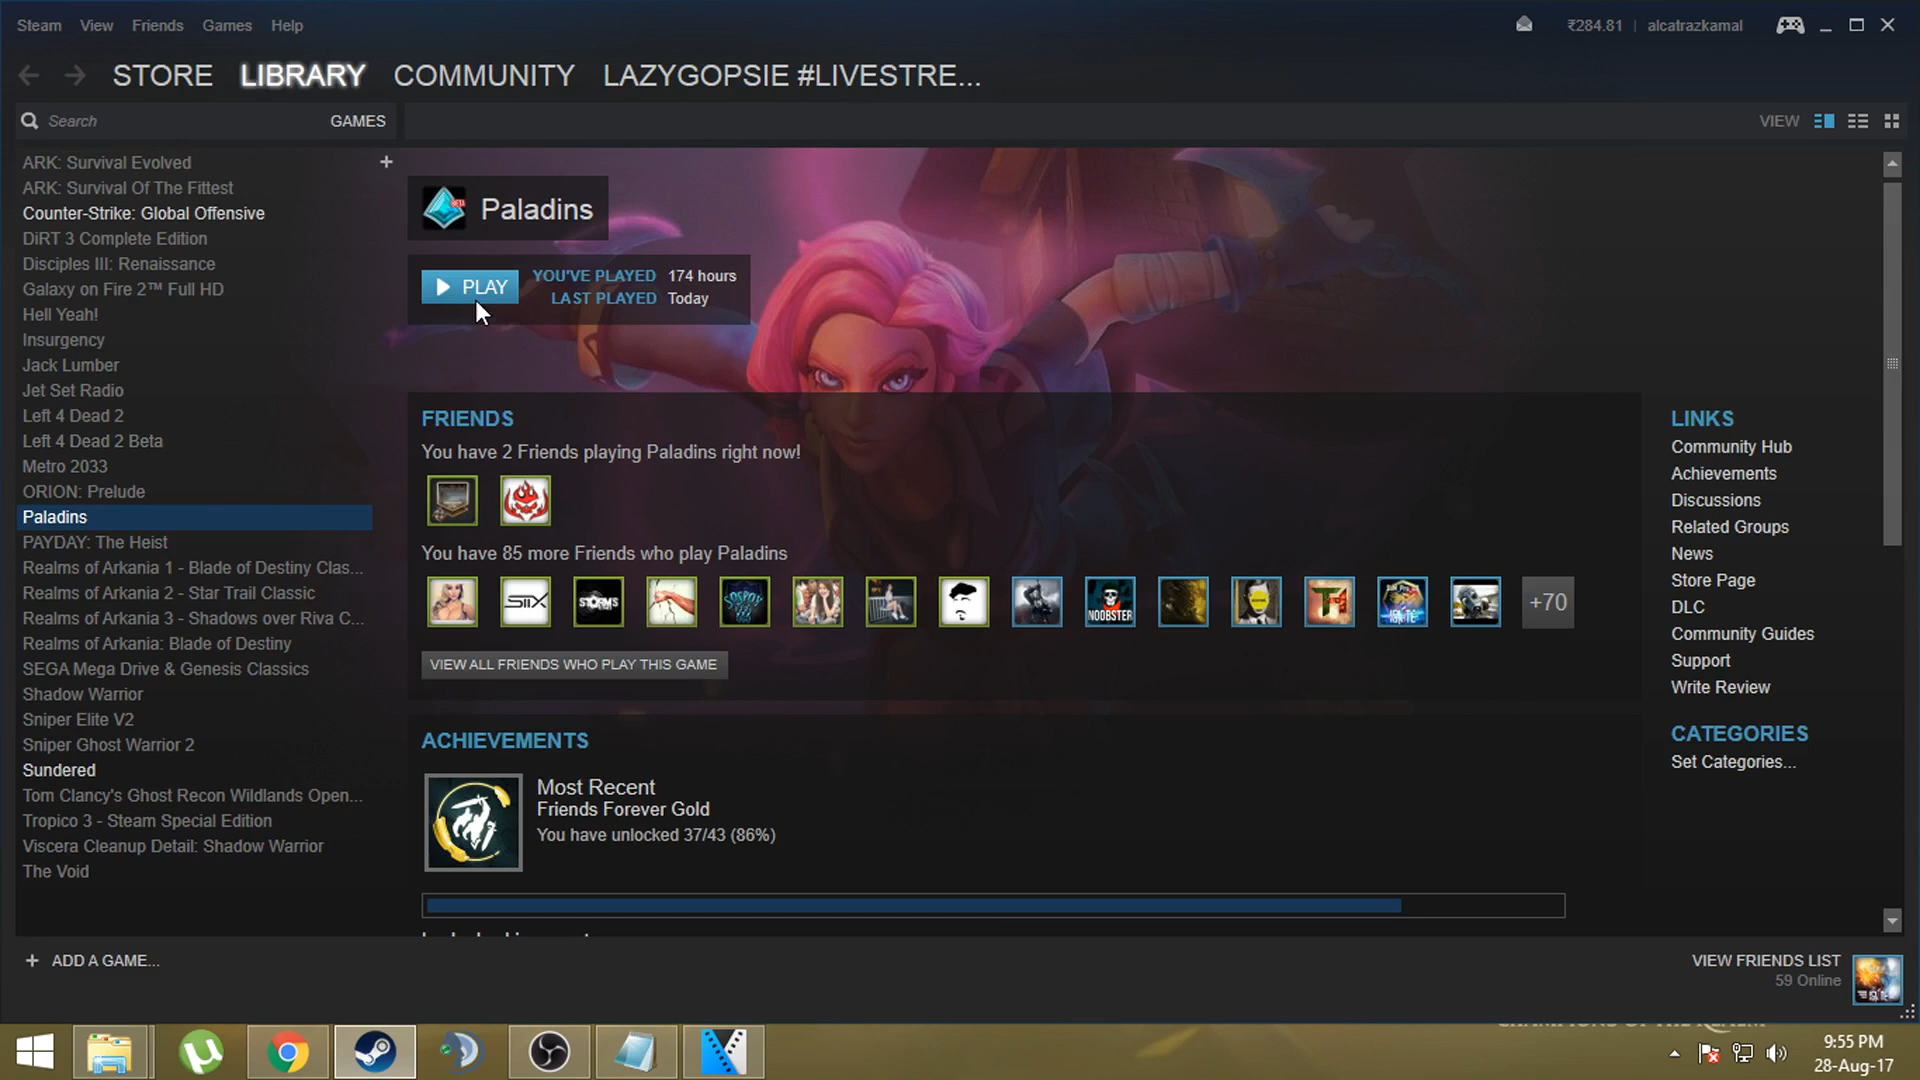 Steam View Friends Games Help
₹284.81 | alcatrazkamal
STORE LIBRARY COMMUNITY LAZYGOPSIE #LIVESTRE...
Search GAMES
VIEW
ARK: Survival Evolved
ARK: Survival Of The Fittest
Counter-Strike: Global Offensive
DiRT 3 Complete Edition
Disciples III: Renaissance
Galaxy on Fire 2™ Full HD
Hell Yeah!
Insurgency
Jack Lumber
Jet Set Radio
Left 4 Dead 2
Left 4 Dead 2 Beta
Metro 2033
ORION: Prelude
Paladins
PAYDAY: The Heist
Realms of Arkania 1 - Blade of Destiny Clas...
Realms of Arkania 2 - Star Trail Classic
Realms of Arkania 3 - Shadows over Riva C...
Realms of Arkania: Blade of Destiny
SEGA Mega Drive & Genesis Classics
Shadow Warrior
Sniper Elite V2
Sniper Ghost Warrior 2
Sundered
Tom Clancy's Ghost Recon Wildlands Open...
Tropico 3 - Steam Special Edition
Viscera Cleanup Detail: Shadow Warrior
The Void
+ ADD A GAME...
BETA
Paladins
PLAY
YOU'VE PLAYED 174 hours
LAST PLAYED Today
FRIENDS
You have 2 Friends playing Paladins right now!
You have 85 more Friends who play Paladins
SIIX
STORMS
NOOBSTER
+70
VIEW ALL FRIENDS WHO PLAY THIS GAME
ACHIEVEMENTS
Most Recent
Friends Forever Gold
You have unlocked 37/43 (86%)
LINKS
Community Hub
Achievements
Discussions
Related Groups
News
Store Page
DLC
Community Guides
Support
Write Review
CATEGORIES
Set Categories...
VIEW FRIENDS LIST
59 Online
9:55 PM
28-Aug-17